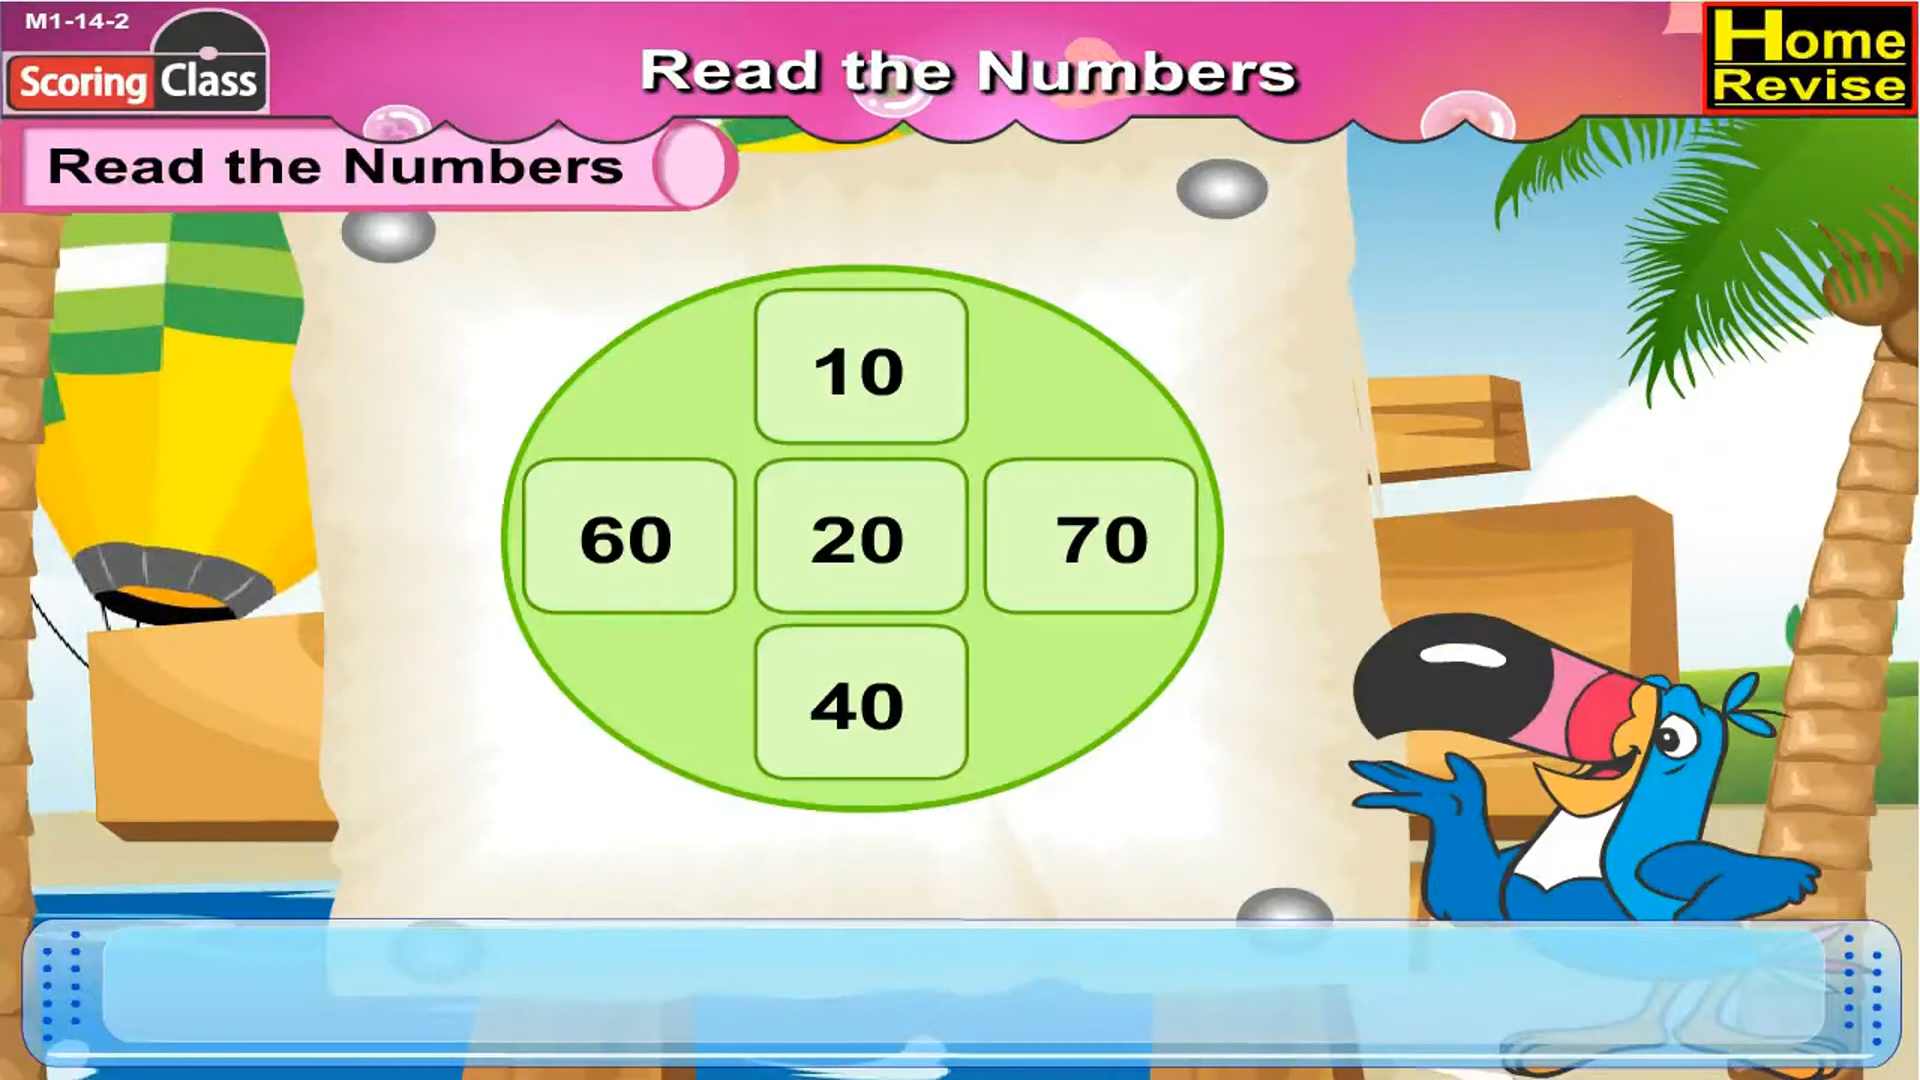 M1-14-2
Scoring Class
Read the Numbers
Home
Revise
Read the Numbers
10
60 20 70
40